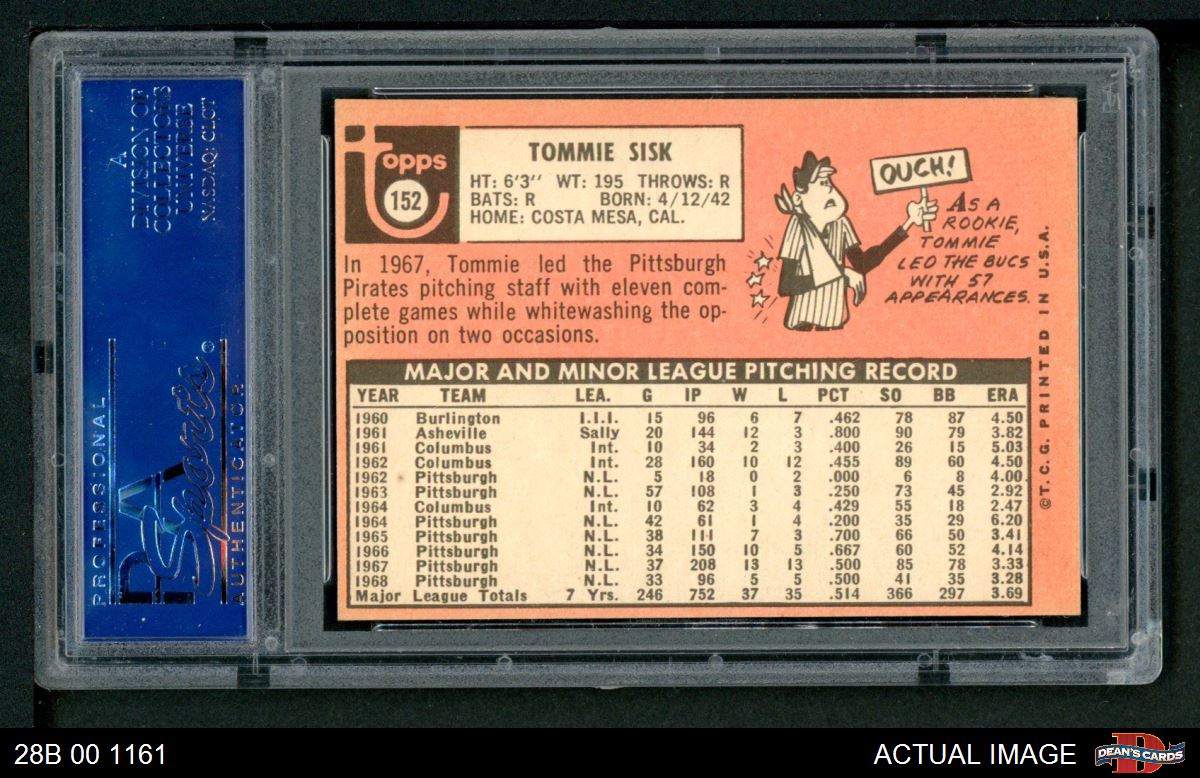 A
DIVISION OF
COLLECTORS
UNIVERSE
NASDAQ: CLCT
PROFESSIONAL
PSA
Sports
AUTHENTICATOR
Topps
152
TOMMIE SISK
HT: 6'3" WT: 195 THROWS: R
BATS: R BORN: 4/12/42
HOME: COSTA MESA, CAL.
OUCH!
AS A
ROOKIE,
TOMMIE
LED THE BUCS
WITH 57
APPEARANCES.
In 1967, Tommie led the Pittsburgh
Pirates pitching staff with eleven com-
plete games while whitewashing the op-
position on two occasions.
MAJOR AND MINOR LEAGUE PITCHING RECORD
YEAR TEAM LEA. G IP W L PCT SO BB ERA
1960 Burlington I.I.I. 15 96 6 7 .462 78 87 4.50
1961 Asheville Sally 20 144 12 3 .800 90 79 3.82
1961 Columbus Int. 10 34 2 3 .400 26 15 5.03
1962 Columbus Int. 28 160 10 12 .455 89 60 4.50
1962 Pittsburgh N.L. 5 18 0 2 .000 6 8 4.00
1963 Pittsburgh N.L. 57 108 1 3 .250 73 45 2.92
1964 Columbus Int. 10 62 3 4 .429 55 18 2.47
1964 Pittsburgh N.L. 42 61 1 4 .200 35 29 6.20
1965 Pittsburgh N.L. 38 111 7 3 .700 66 50 3.41
1966 Pittsburgh N.L. 34 150 10 5 .667 60 52 4.14
1967 Pittsburgh N.L. 37 208 13 13 .500 85 78 3.33
1968 Pittsburgh N.L. 33 96 5 5 .500 41 35 3.28
Major League Totals 7 Yrs. 246 752 37 35 .514 366 297 3.69
©T.C.G. PRINTED IN U.S.A.
28B 00 1161
ACTUAL IMAGE
D
DEAN'S CARDS